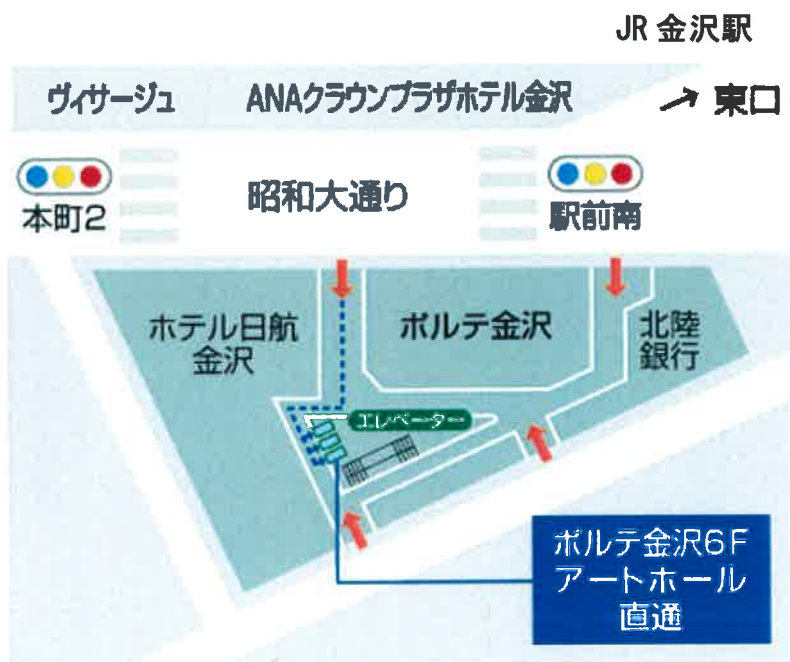 JR 金沢駅
ヴィサージュ
ANAクラウンプラザホテル金沢
→ 東口
本町2
昭和大通り
駅前南
ホテル日航
金沢
ポルテ金沢
北陸
銀行
エレベーター
ポルテ金沢6F
アートホール
直通